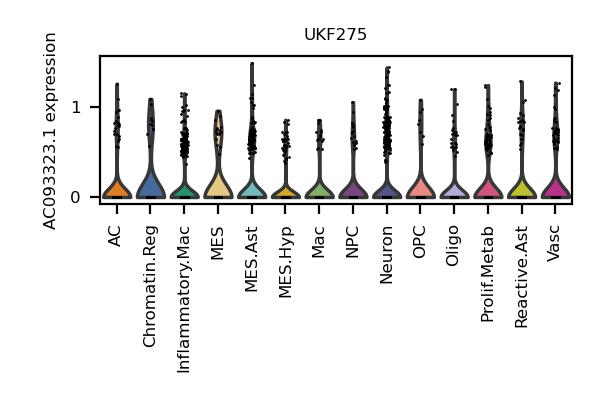 UKF275
AC093323.1 expression
1
0
AC
Chromatin.Reg
Inflammatory.Mac
MES
MES.Ast
MES.Hyp
Mac
NPC
Neuron
OPC
Oligo
Prolif.Metab
Reactive.Ast
Vasc